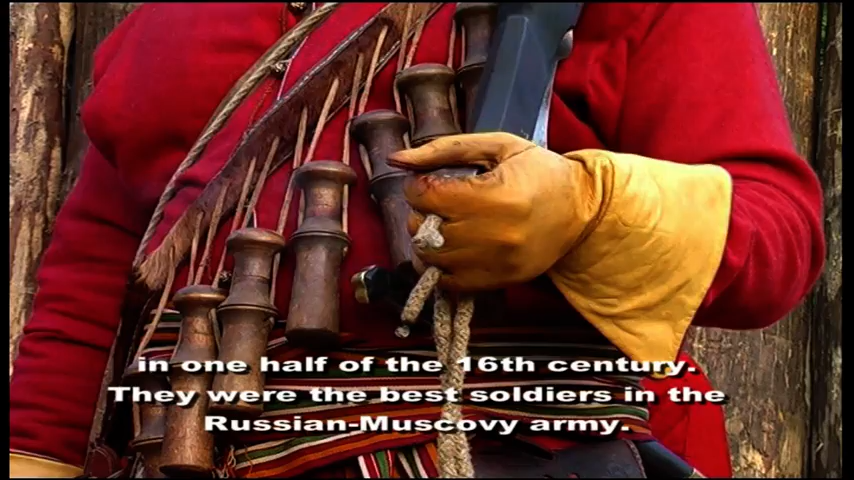 in one half of the 16th century.
They were the best soldiers in the
Russian-Muscovy army.